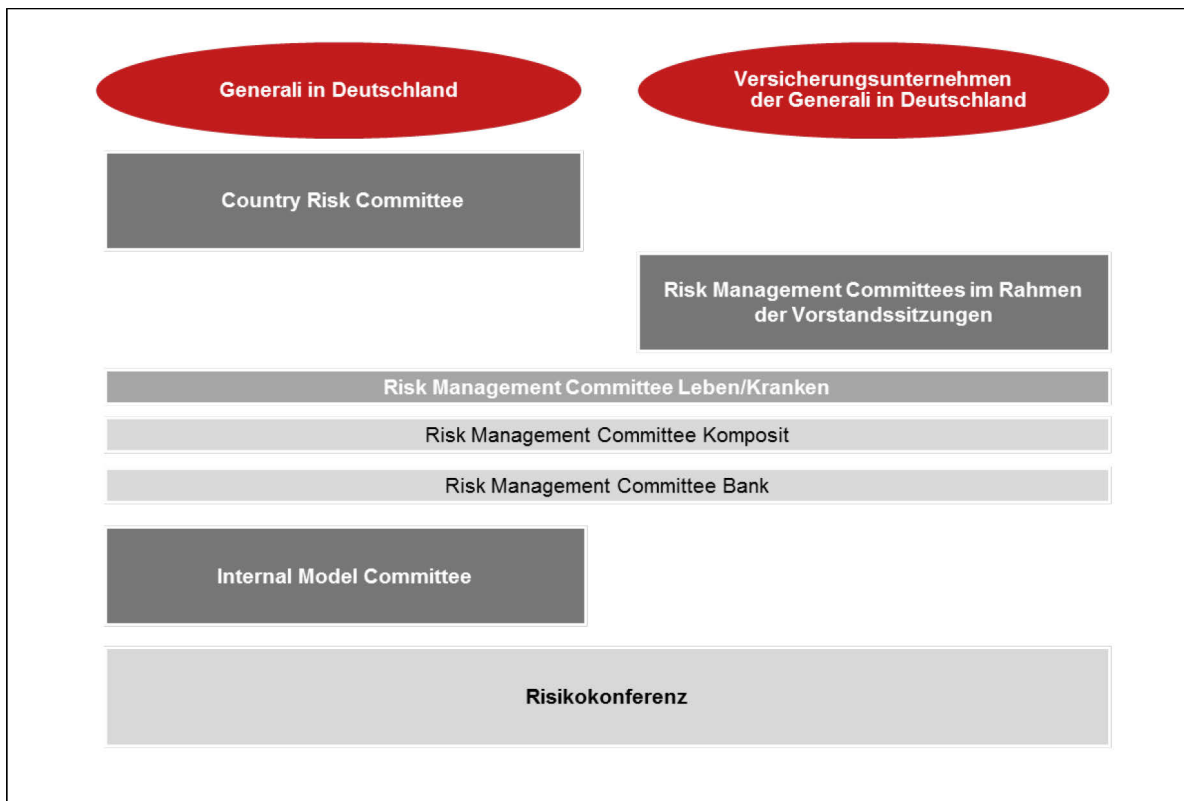 Generali in Deutschland
Versicherungsunternehmen
der Generali in Deutschland
Country Risk Committee
Risk Management Committees im Rahmen
der Vorstandssitzungen
Risk Management Committee Leben/Kranken
Risk Management Committee Komposit
Risk Management Committee Bank
Internal Model Committee
Risikokonferenz